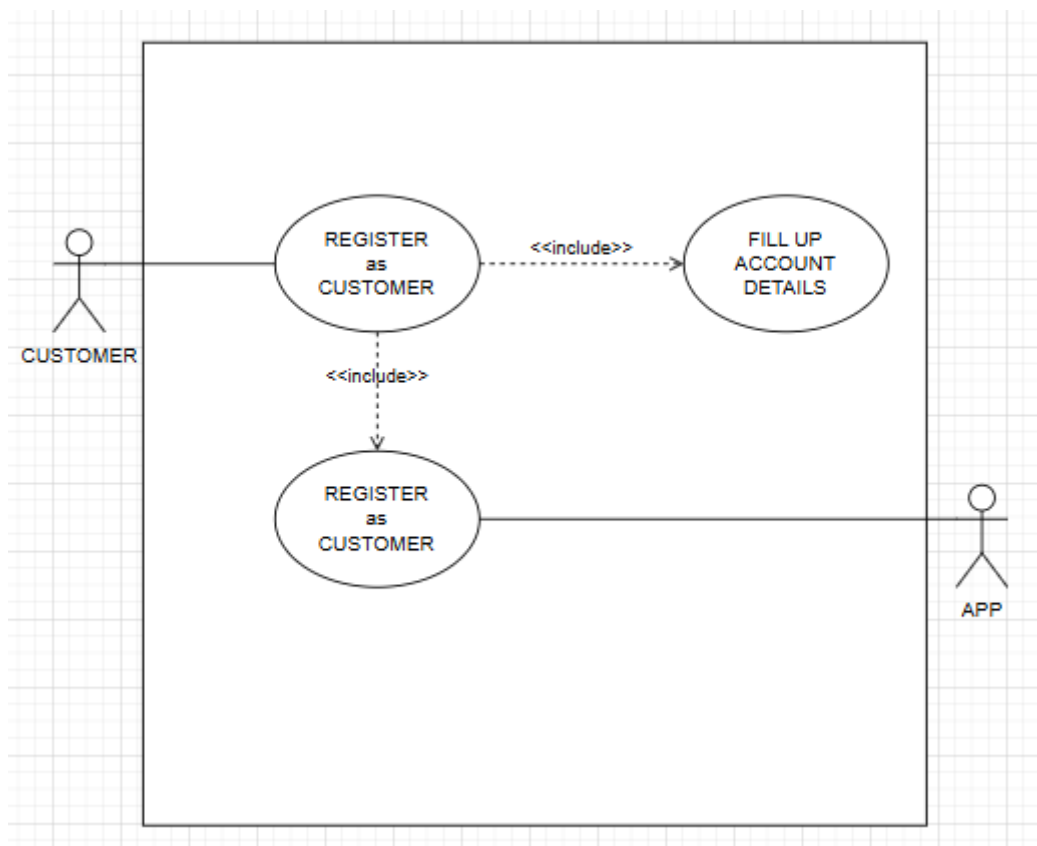 REGISTER
as
CUSTOMER
<<include>>
FILL UP
ACCOUNT
DETAILS
CUSTOMER
<<include>>
REGISTER
as
CUSTOMER
APP